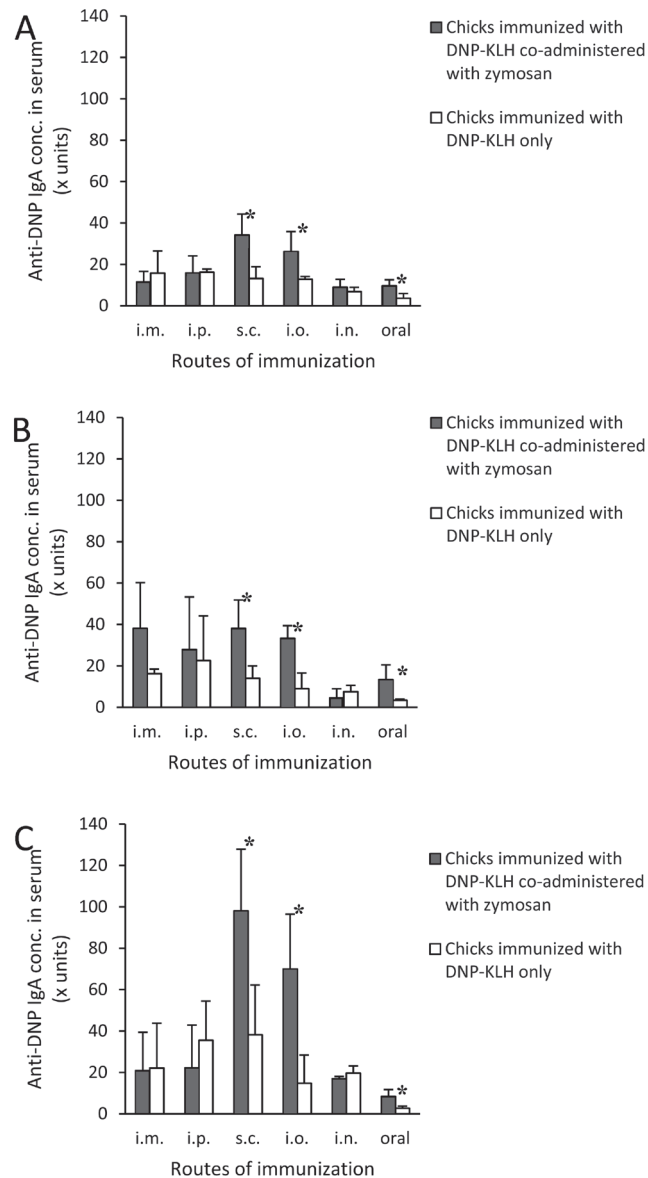 A
Anti-DNP IgA conc. in serum
(x units)
140
120
100
80
60
40
20
0
*
*
*
i.m. i.p. s.c. i.o. i.n. oral
Routes of immunization
Chicks immunized with
DNP-KLH co-administered
with zymosan
Chicks immunized with
DNP-KLH only
B
Anti-DNP IgA conc. in serum
(x units)
140
120
100
80
60
40
20
0
*
*
*
i.m. i.p. s.c. i.o. i.n. oral
Routes of immunization
Chicks immunized with
DNP-KLH co-administered
with zymosan
Chicks immunized with
DNP-KLH only
C
Anti-DNP IgA conc. in serum
(x units)
140
120
100
80
60
40
20
0
*
*
*
i.m. i.p. s.c. i.o. i.n. oral
Routes of immunization
Chicks immunized with
DNP-KLH co-administered
with zymosan
Chicks immunized with
DNP-KLH only